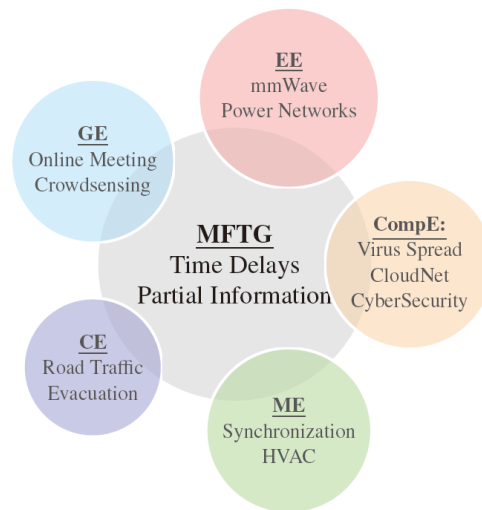 EE
mmWave
Power Networks
GE
Online Meeting
Crowdsensing
MFTG
Time Delays
Partial Information
CompE:
Virus Spread
CloudNet
CyberSecurity
CE
Road Traffic
Evacuation
ME
Synchronization
HVAC